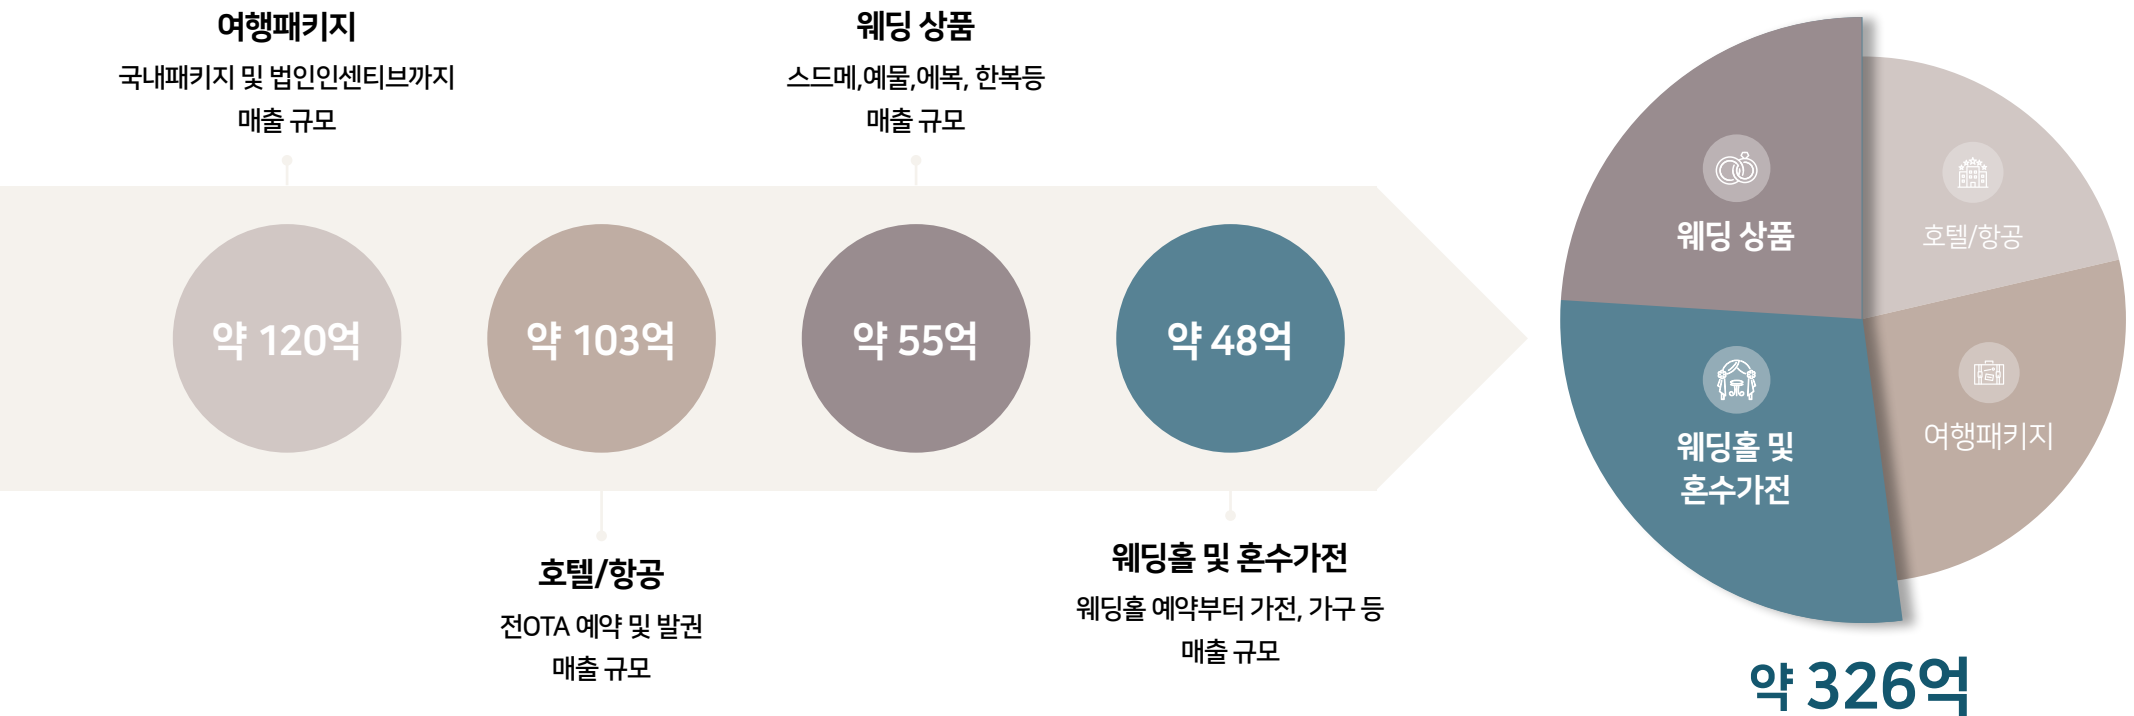 여행패키지
국내패키지 및 법인인센티브까지
매출 규모
웨딩 상품
스드메,예물,에복, 한복등
매출 규모
약 120억
약 103억
약 55억
약 48억
호텔/항공
전OTA 예약 및 발권
매출 규모
웨딩홀 및 혼수가전
웨딩홀 예약부터 가전, 가구 등
매출 규모
웨딩 상품
호텔/항공
웨딩홀 및
혼수가전
여행패키지
약 326억